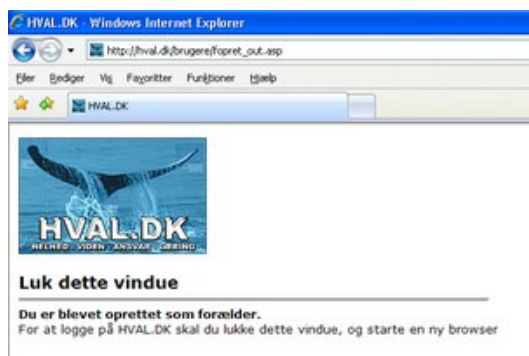 HVAL.DK - Windows Internet Explorer
http://hval.dk/brugere/fopret_out.asp
Filer Rediger Vis Favoritter Funktioner Hjælp
HVAL.DK
HVAL.DK
HELHED · VIDEN · ANSVAR · LÆRING
Luk dette vindue
Du er blevet oprettet som forælder.
For at logge på HVAL.DK skal du lukke dette vindue, og starte en ny browser